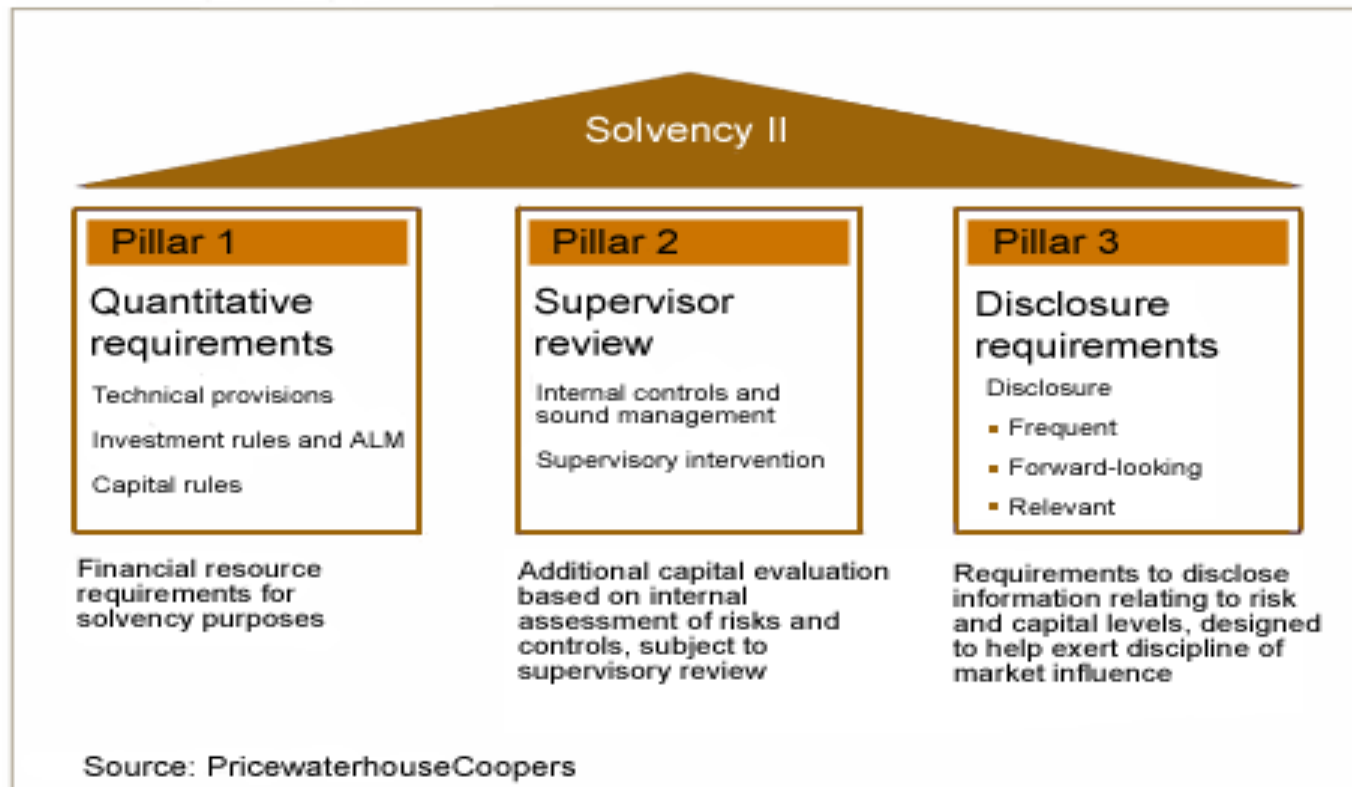 Solvency II
Pillar 1
Quantitative
requirements
Technical provisions
Investment rules and ALM
Capital rules
Financial resource
requirements for
solvency purposes
Pillar 2
Supervisor
review
Internal controls and
sound management
Supervisory intervention
Additional capital evaluation
based on internal
assessment of risks and
controls, subject to
supervisory review
Pillar 3
Disclosure
requirements
Disclosure
▪ Frequent
▪ Forward-looking
▪ Relevant
Requirements to disclose
information relating to risk
and capital levels, designed
to help exert discipline of
market influence
Source: PricewaterhouseCoopers